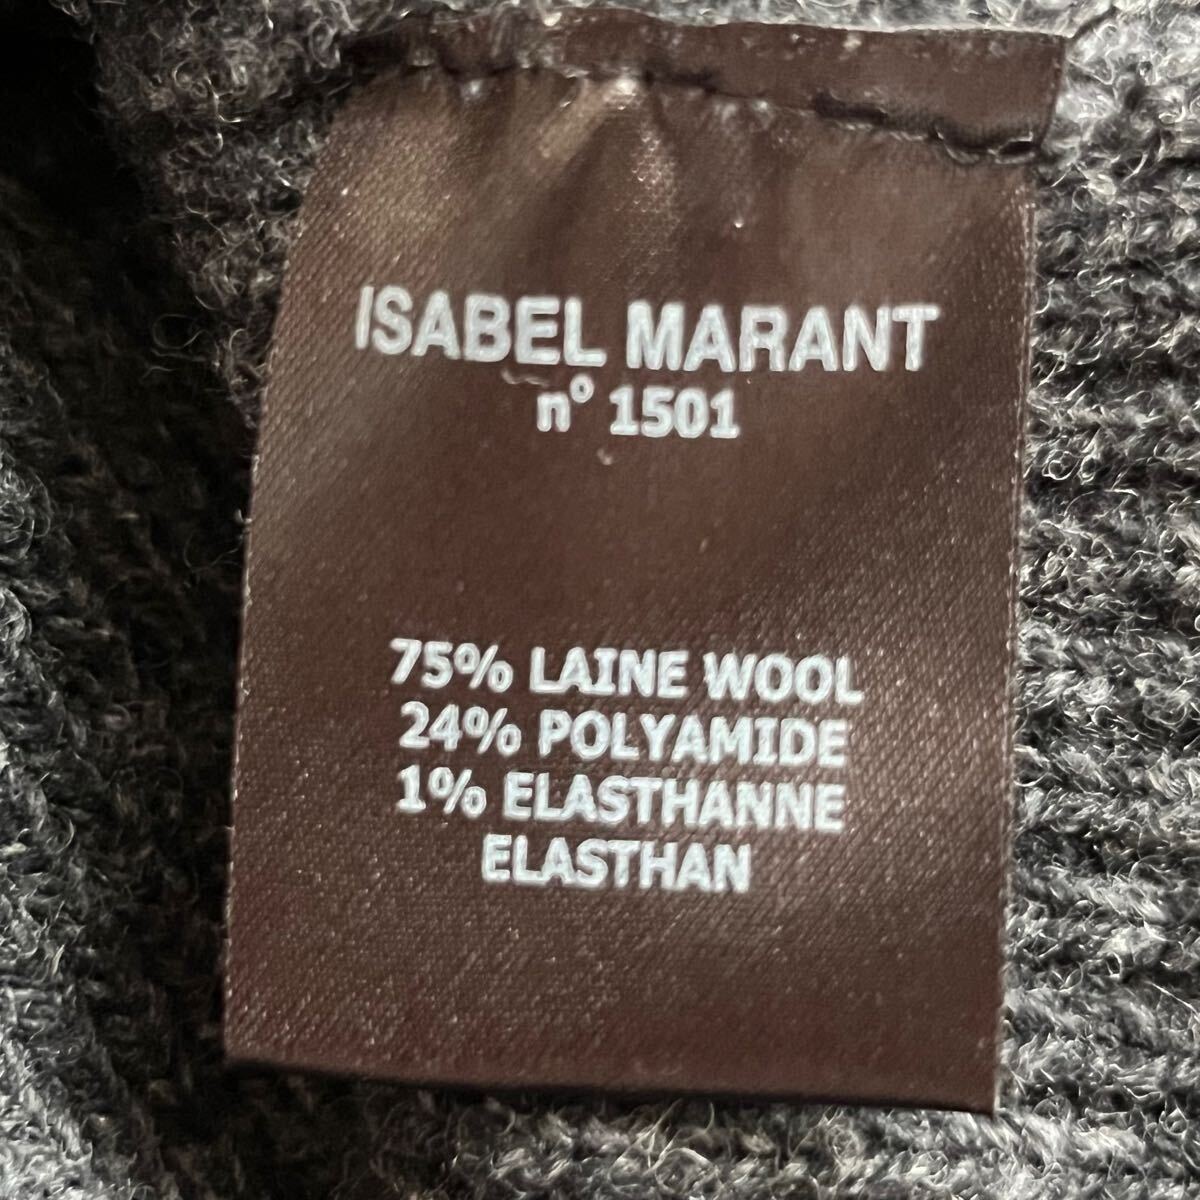 ISABEL MARANT
n° 1501
75% LAINE WOOL
24% POLYAMIDE
1% ELASTHANNE
ELASTHAN